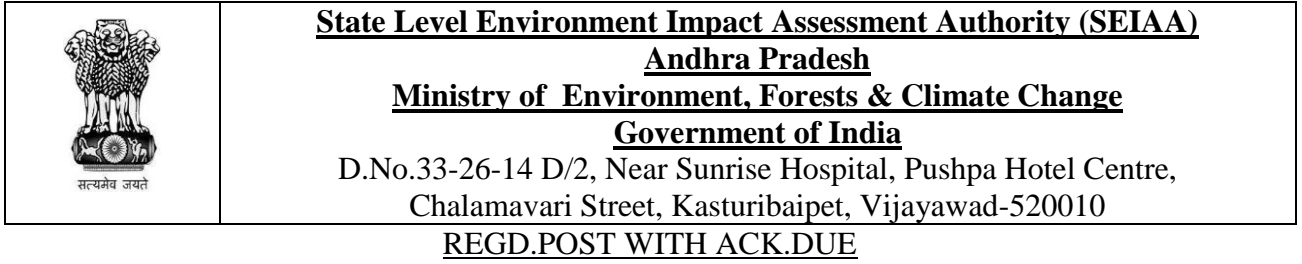 State Level Environment Impact Assessment Authority (SEIAA)
Andhra Pradesh
Ministry of Environment, Forests & Climate Change
Government of India
D.No.33-26-14 D/2, Near Sunrise Hospital, Pushpa Hotel Centre,
Chalamavari Street, Kasturibaipet, Vijayawad-520010
सत्यमेव जयते
REGD.POST WITH ACK.DUE